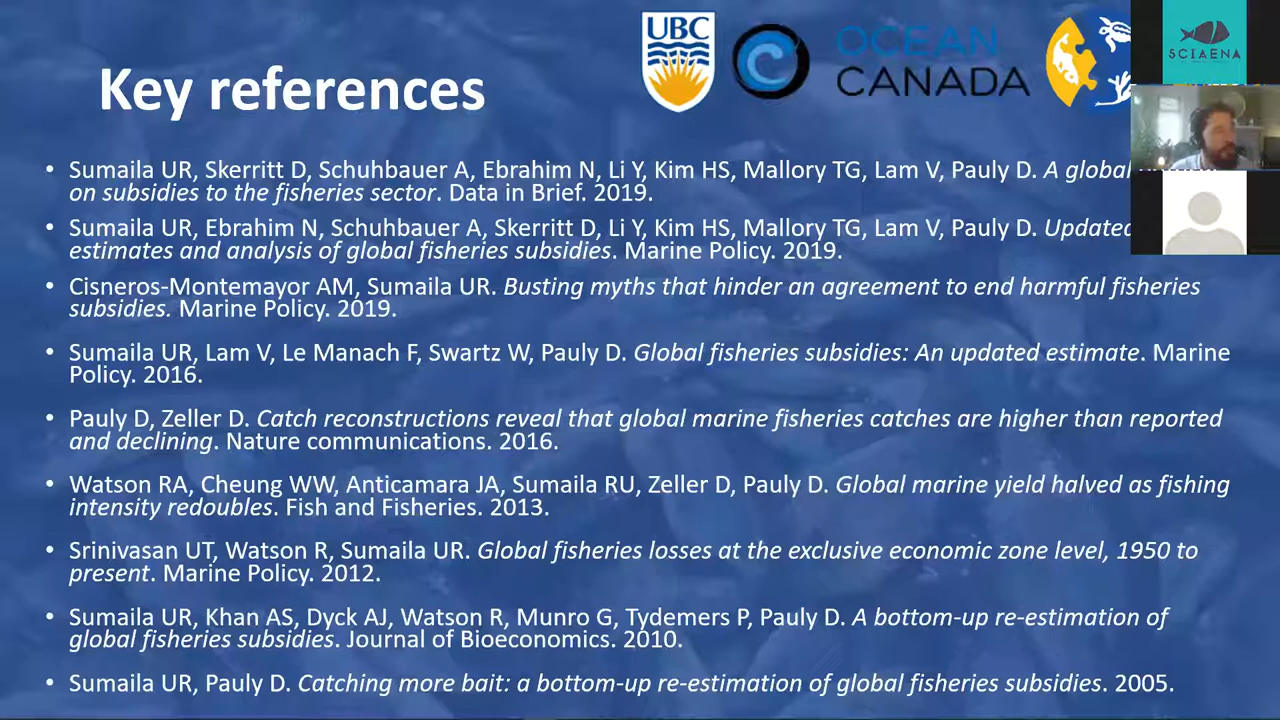 UBC
OCEAN
CANADA
SCIAENA
Key references
• Sumaila UR, Skerritt D, Schuhbauer A, Ebrahim N, Li Y, Kim HS, Mallory TG, Lam V, Pauly D. A global
on subsidies to the fisheries sector. Data in Brief. 2019.
• Sumaila UR, Ebrahim N, Schuhbauer A, Skerritt D, Li Y, Kim HS, Mallory TG, Lam V, Pauly D. Updated
estimates and analysis of global fisheries subsidies. Marine Policy. 2019.
• Cisneros-Montemayor AM, Sumaila UR. Busting myths that hinder an agreement to end harmful fisheries
subsidies. Marine Policy. 2019.
• Sumaila UR, Lam V, Le Manach F, Swartz W, Pauly D. Global fisheries subsidies: An updated estimate. Marine
Policy. 2016.
• Pauly D, Zeller D. Catch reconstructions reveal that global marine fisheries catches are higher than reported
and declining. Nature communications. 2016.
• Watson RA, Cheung WW, Anticamara JA, Sumaila RU, Zeller D, Pauly D. Global marine yield halved as fishing
intensity redoubles. Fish and Fisheries. 2013.
• Srinivasan UT, Watson R, Sumaila UR. Global fisheries losses at the exclusive economic zone level, 1950 to
present. Marine Policy. 2012.
• Sumaila UR, Khan AS, Dyck AJ, Watson R, Munro G, Tydemers P, Pauly D. A bottom-up re-estimation of
global fisheries subsidies. Journal of Bioeconomics. 2010.
• Sumaila UR, Pauly D. Catching more bait: a bottom-up re-estimation of global fisheries subsidies. 2005.